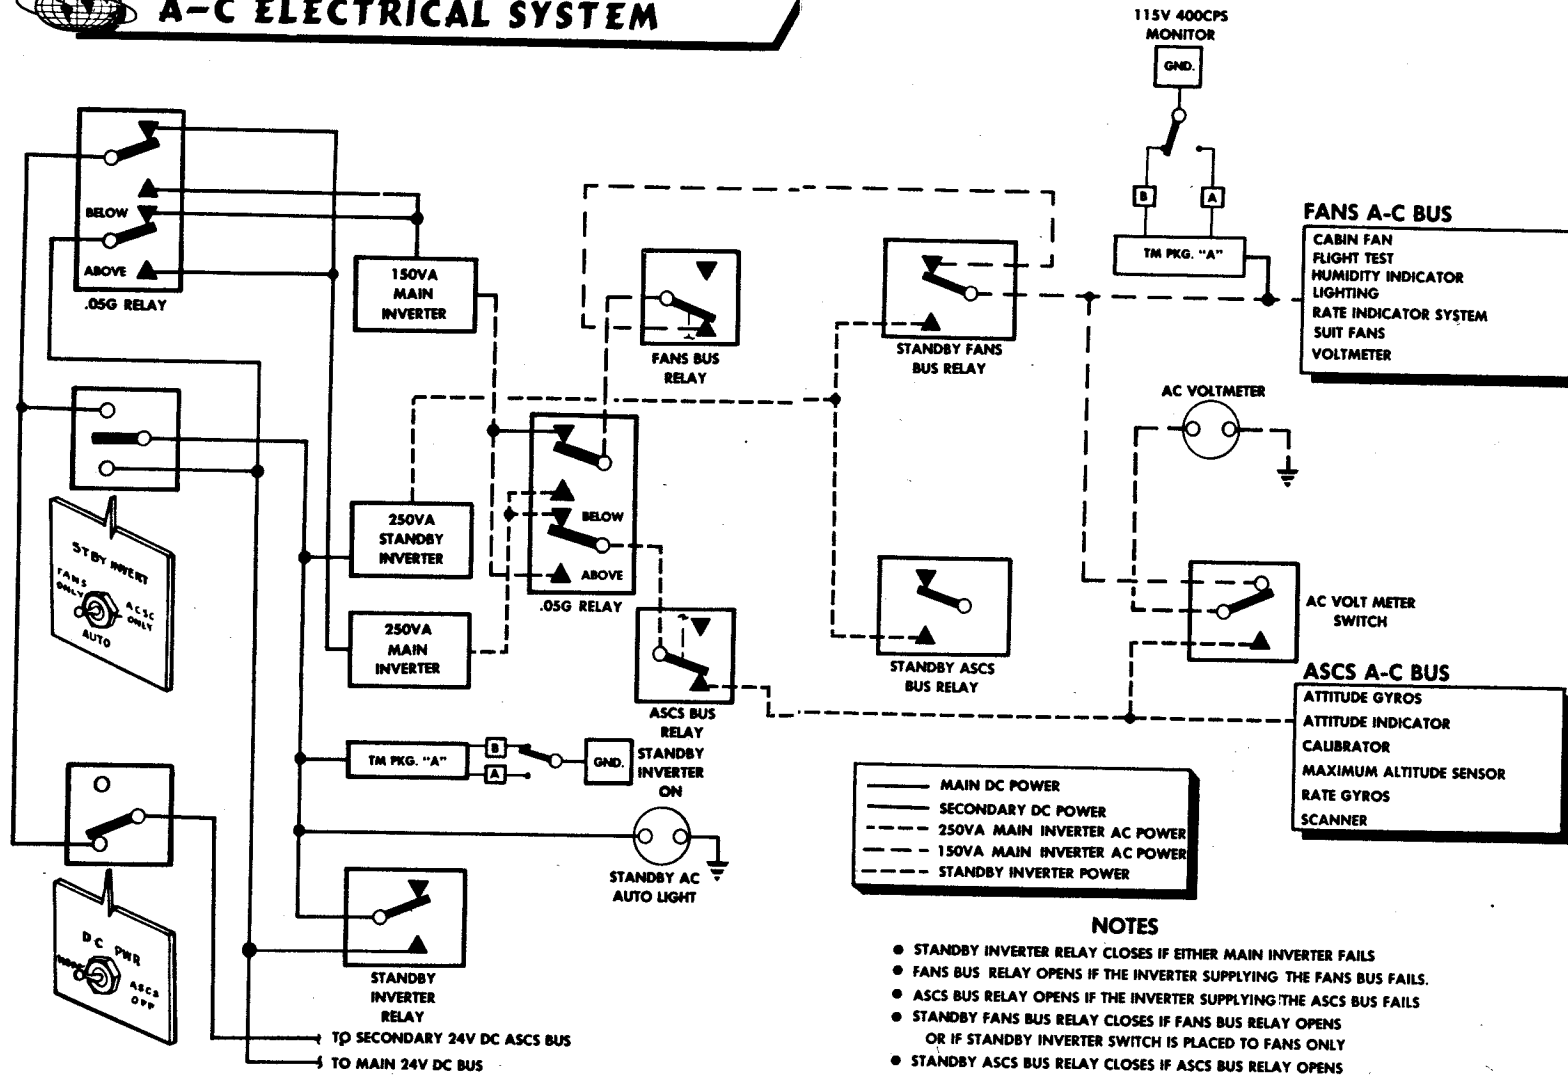 A-C ELECTRICAL SYSTEM
115V 400CPS
MONITOR
GND.
B
A
TM PKG. "A"
FANS A-C BUS
CABIN FAN
FLIGHT TEST
HUMIDITY INDICATOR
LIGHTING
RATE INDICATOR SYSTEM
SUIT FANS
VOLTMETER
BELOW
ABOVE
.05G RELAY
150VA
MAIN
INVERTER
FANS BUS
RELAY
STANDBY FANS
BUS RELAY
AC VOLTMETER
STBY INVERT
FANS
ONLY
ACSC
ONLY
AUTO
250VA
STANDBY
INVERTER
BELOW
ABOVE
.05G RELAY
250VA
MAIN
INVERTER
ASCS BUS
RELAY
STANDBY ASCS
BUS RELAY
AC VOLT METER
SWITCH
ASCS A-C BUS
ATTITUDE GYROS
ATTITUDE INDICATOR
CALIBRATOR
MAXIMUM ALTITUDE SENSOR
RATE GYROS
SCANNER
TM PKG. "A"
B
A
GND.
STANDBY
INVERTER
ON
STANDBY AC
AUTO LIGHT
MAIN DC POWER
SECONDARY DC POWER
250VA MAIN INVERTER AC POWER
150VA MAIN INVERTER AC POWER
STANDBY INVERTER POWER
DC PWR
ASCS
OFF
STANDBY
INVERTER
RELAY
TO SECONDARY 24V DC ASCS BUS
TO MAIN 24V DC BUS
NOTES
● STANDBY INVERTER RELAY CLOSES IF EITHER MAIN INVERTER FAILS
● FANS BUS RELAY OPENS IF THE INVERTER SUPPLYING THE FANS BUS FAILS.
● ASCS BUS RELAY OPENS IF THE INVERTER SUPPLYING THE ASCS BUS FAILS
● STANDBY FANS BUS RELAY CLOSES IF FANS BUS RELAY OPENS
OR IF STANDBY INVERTER SWITCH IS PLACED TO FANS ONLY
● STANDBY ASCS BUS RELAY CLOSES IF ASCS BUS RELAY OPENS